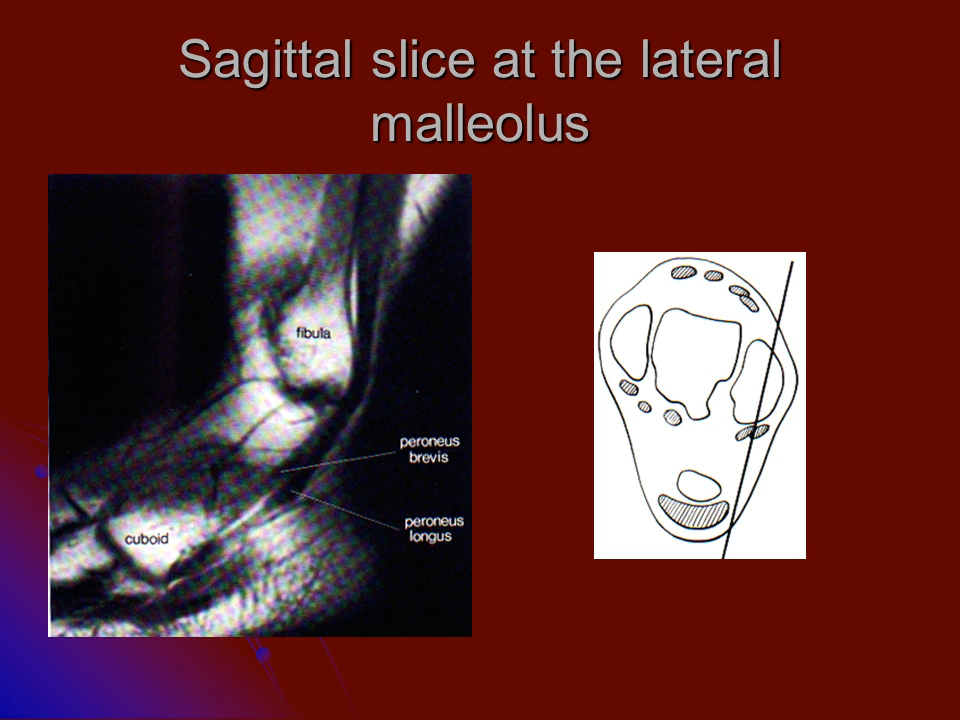 Sagittal slice at the lateral
malleolus
fibula
peroneus
brevis
peroneus
longus
cuboid